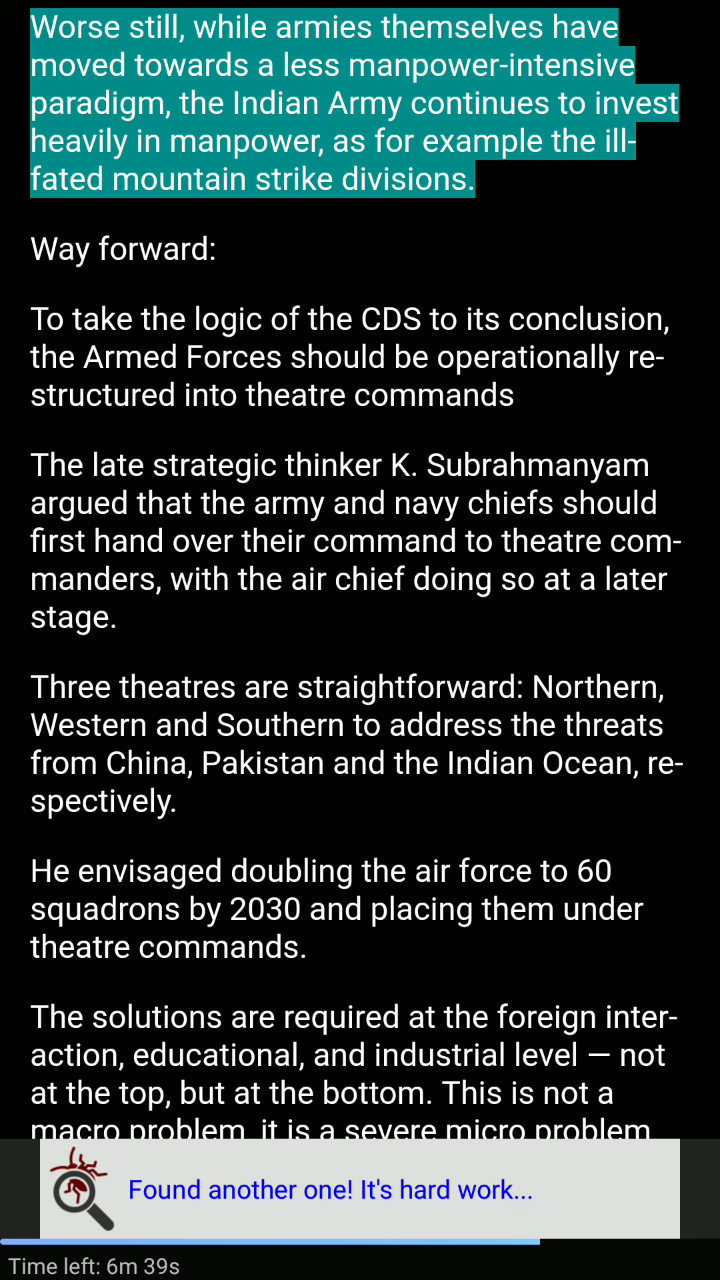 Worse still, while armies themselves have
moved towards a less manpower-intensive
paradigm, the Indian Army continues to invest
heavily in manpower, as for example the ill-
fated mountain strike divisions.
Way forward:
To take the logic of the CDS to its conclusion,
the Armed Forces should be operationally re-
structured into theatre commands
The late strategic thinker K. Subrahmanyam
argued that the army and navy chiefs should
first hand over their command to theatre com-
manders, with the air chief doing so at a later
stage.
Three theatres are straightforward: Northern,
Western and Southern to address the threats
from China, Pakistan and the Indian Ocean, re-
spectively.
He envisaged doubling the air force to 60
squadrons by 2030 and placing them under
theatre commands.
The solutions are required at the foreign inter-
action, educational, and industrial level — not
at the top, but at the bottom. This is not a
macro problem, it is a severe micro problem
Found another one! It's hard work...
Time left: 6m 39s